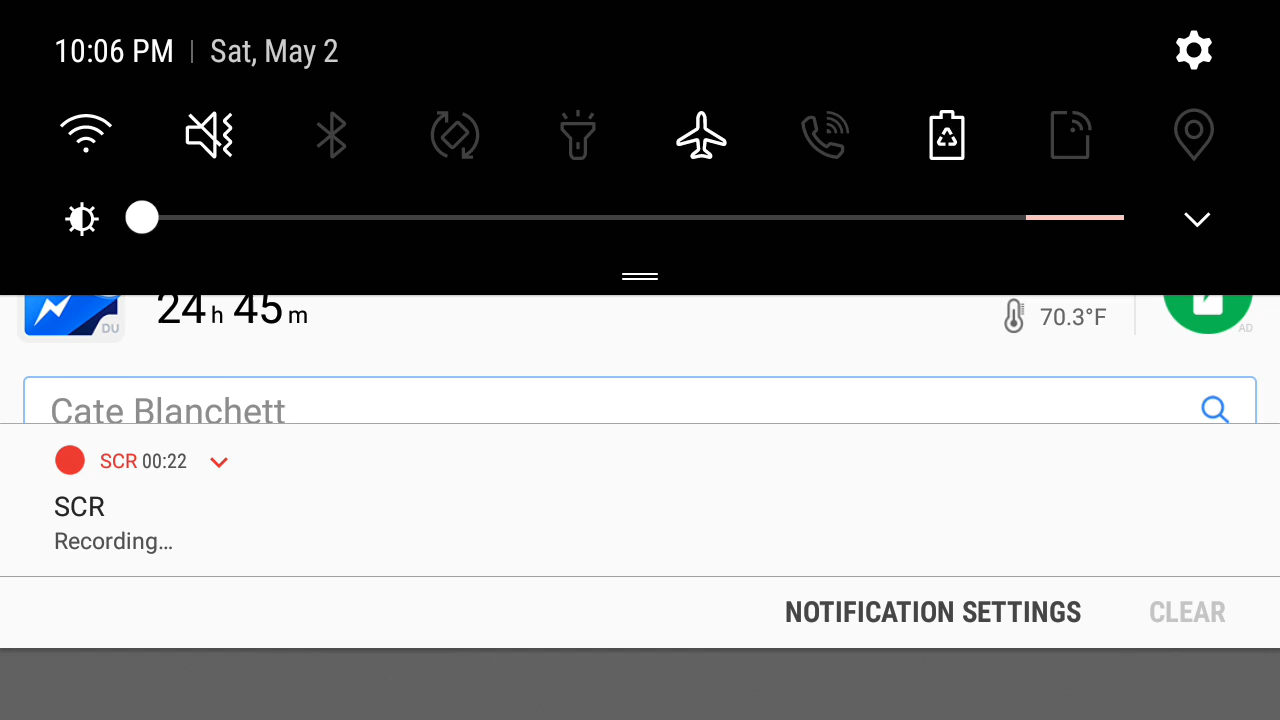 10:06 PM | Sat, May 2
DU
24 h 45 m
70.3°F
AD
Cate Blanchett
SCR 00:22
SCR
Recording...
NOTIFICATION SETTINGS
CLEAR